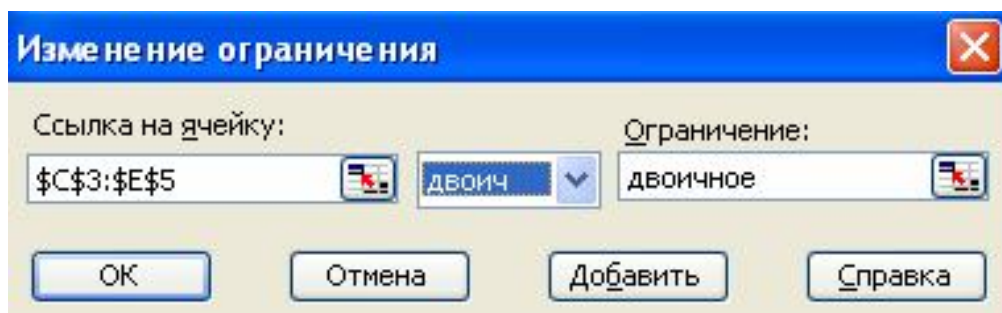 Изменение ограничения
Ссылка на ячейку: Ограничение:
$C$3:$E$5 двоич двоичное
ОК Отмена Добавить Справка